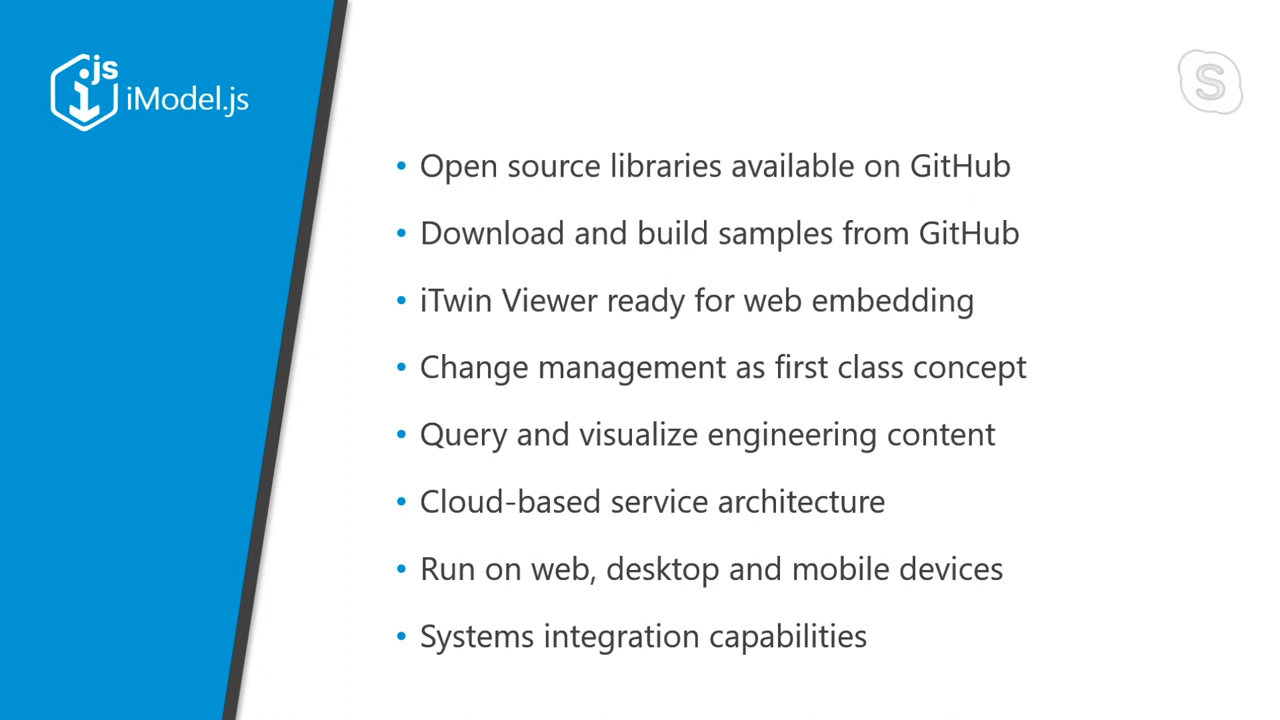 js
iModel.js
S
• Open source libraries available on GitHub
• Download and build samples from GitHub
• iTwin Viewer ready for web embedding
• Change management as first class concept
• Query and visualize engineering content
• Cloud-based service architecture
• Run on web, desktop and mobile devices
• Systems integration capabilities